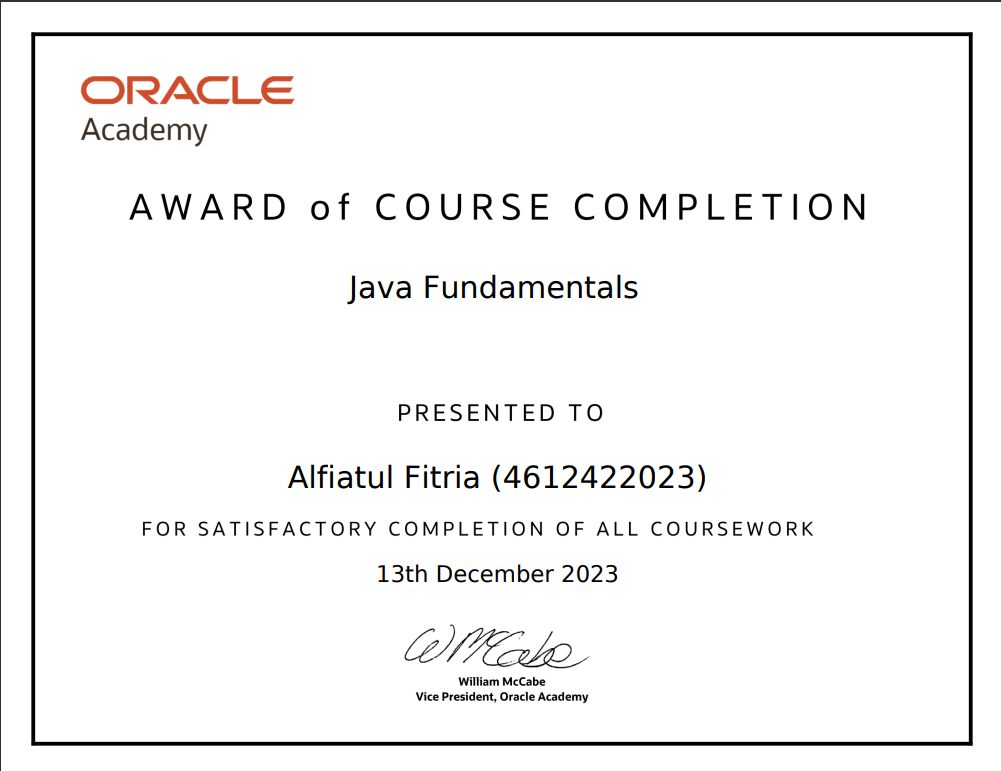 ORACLE
Academy
AWARD of COURSE COMPLETION
Java Fundamentals
PRESENTED TO
Alfiatul Fitria (4612422023)
FOR SATISFACTORY COMPLETION OF ALL COURSEWORK
13th December 2023
W McCabe
William McCabe
Vice President, Oracle Academy